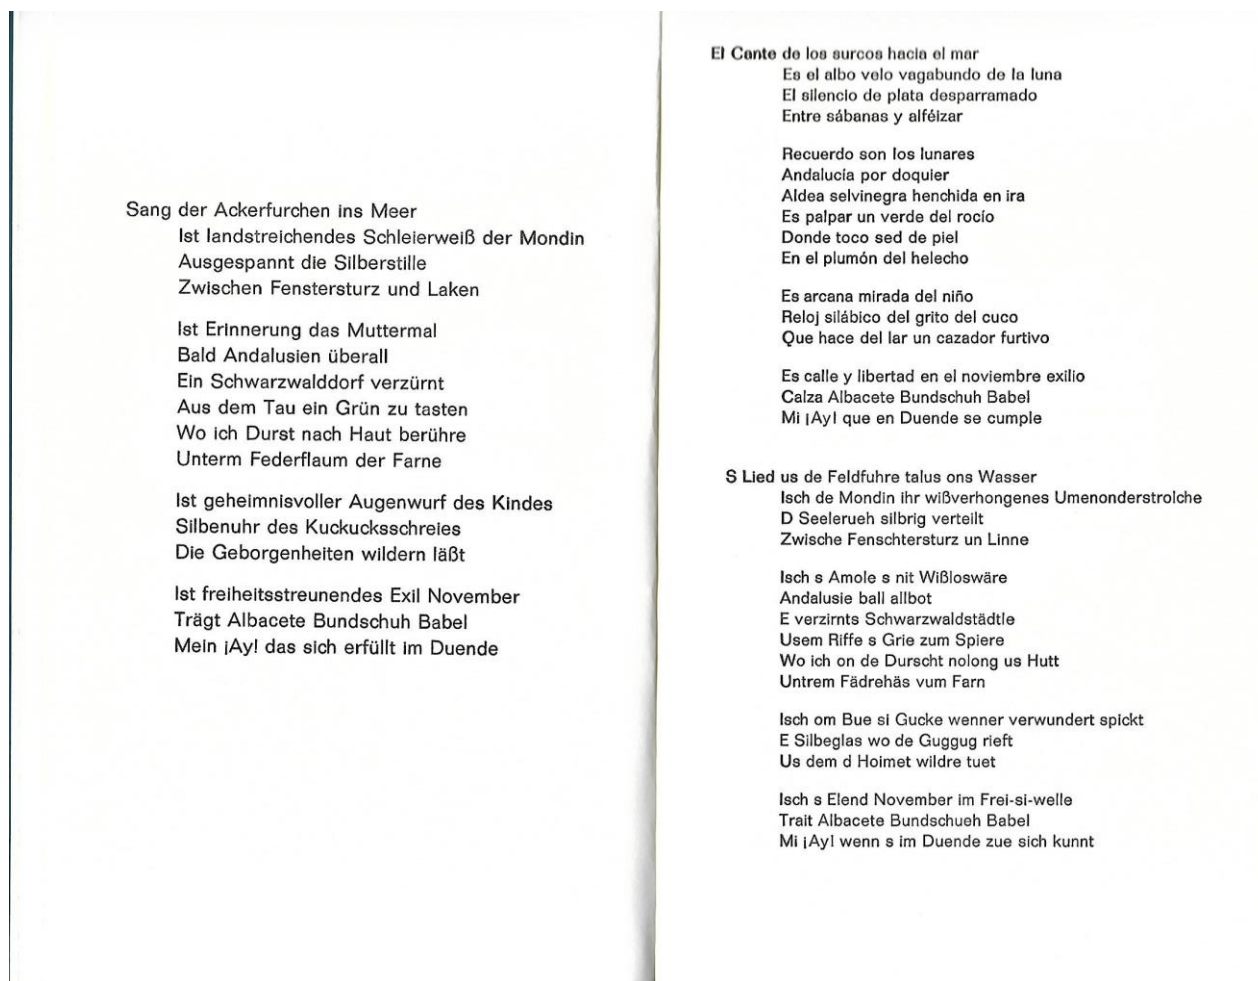 Sang der Ackerfurchen ins Meer
Ist landstreichendes Schleierweiß der Mondin
Ausgespannt die Silberstille
Zwischen Fenstersturz und Laken
Ist Erinnerung das Muttermal
Bald Andalusien überall
Ein Schwarzwalddorf verzürnt
Aus dem Tau ein Grün zu tasten
Wo ich Durst nach Haut berühre
Unterm Federflaum der Farne
Ist geheimnisvoller Augenwurf des Kindes
Silbenuhr des Kuckucksschreies
Die Geborgenheiten wildern läßt
Ist freiheitsstreunendes Exil November
Trägt Albacete Bundschuh Babel
Mein ¡Ay! das sich erfüllt im Duende
El Cante de los surcos hacia el mar
Es el albo velo vagabundo de la luna
El silencio de plata desparramado
Entre sábanas y alféizar
Recuerdo son los lunares
Andalucía por doquier
Aldea selvinegra henchida en ira
Es palpar un verde del rocío
Donde toco sed de piel
En el plumón del helecho
Es arcana mirada del niño
Reloj silábico del grito del cuco
Que hace del lar un cazador furtivo
Es calle y libertad en el noviembre exilio
Calza Albacete Bundschuh Babel
Mi ¡Ay! que en Duende se cumple
S Lied us de Feldfuhre talus ons Wasser
Isch de Mondin ihr wißverhongenes Umenonderstrolche
D Seelerueh silbrig verteilt
Zwische Fenschtersturz un Linne
Isch s Amole s nit Wißloswäre
Andalusie ball allbot
E verzirnts Schwarzwaldstädtle
Usem Riffe s Grie zum Spiere
Wo ich on de Durscht nolong us Hutt
Untrem Fädrehäs vum Farn
Isch om Bue si Gucke wenner verwundert spickt
E Silbeglas wo de Guggug rieft
Us dem d Hoimet wildre tuet
Isch s Elend November im Frei-si-welle
Trait Albacete Bundschueh Babel
Mi ¡Ay! wenn s im Duende zue sich kunnt